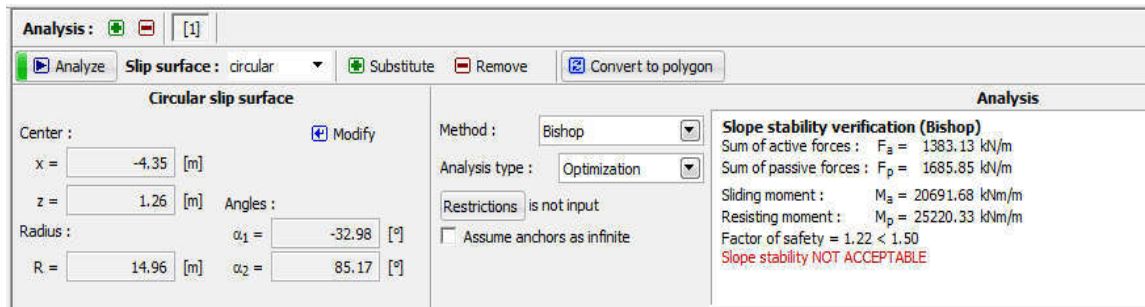 Analysis : [1]
Analyze Slip surface : circular Substitute Remove Convert to polygon
Circular slip surface
Center : Modify
x = -4.35 [m]
z = 1.26 [m] Angles :
Radius : α1 = -32.98 [°]
R = 14.96 [m] α2 = 85.17 [°]
Method : Bishop
Analysis type : Optimization
Restrictions is not input
Assume anchors as infinite
Analysis
Slope stability verification (Bishop)
Sum of active forces : Fa = 1383.13 kN/m
Sum of passive forces : Fp = 1685.85 kN/m
Sliding moment : Ma = 20691.68 kNm/m
Resisting moment : Mp = 25220.33 kNm/m
Factor of safety = 1.22 < 1.50
Slope stability NOT ACCEPTABLE